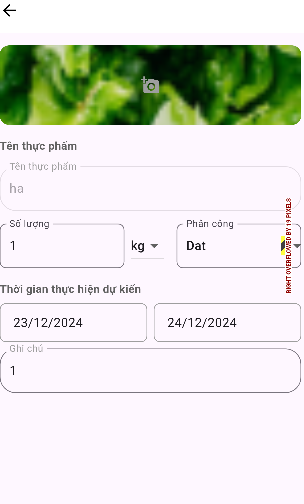 Tên thực phẩm
Tên thực phẩm
ha
Số lượng
1
kg
Phân công
Dat
RIGHT OVERFLOWED BY 19 PIXELS
Thời gian thực hiện dự kiến
23/12/2024
24/12/2024
Ghi chú
1